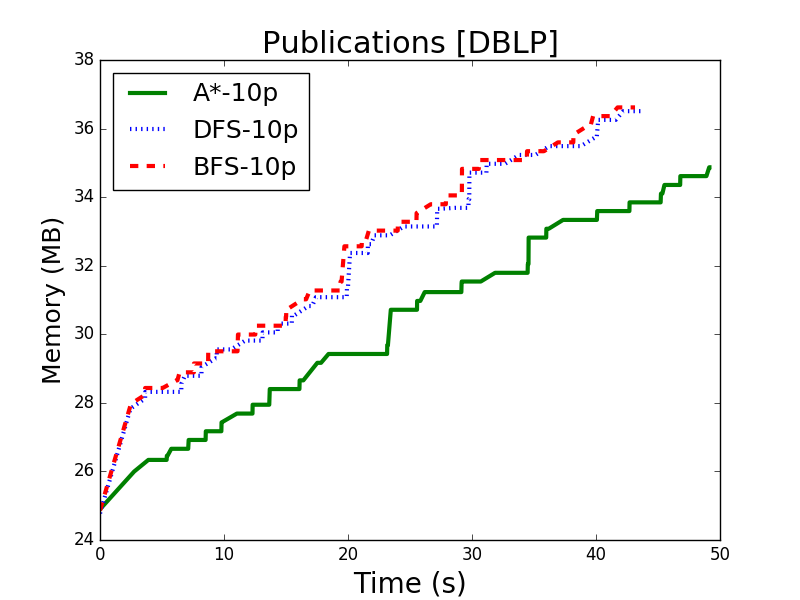 Publications [DBLP]
A*-10p
DFS-10p
BFS-10p
38
36
34
32
30
28
26
24
Memory (MB)
0 10 20 30 40 50
Time (s)